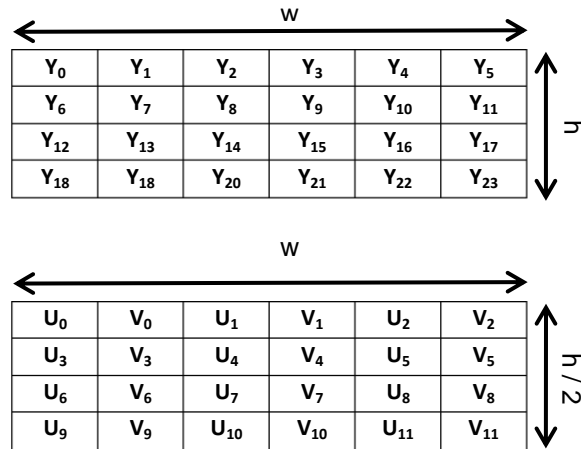 w
Y₀ Y₁ Y₂ Y₃ Y₄ Y₅
Y₆ Y₇ Y₈ Y₉ Y₁₀ Y₁₁
Y₁₂ Y₁₃ Y₁₄ Y₁₅ Y₁₆ Y₁₇
Y₁₈ Y₁₈ Y₂₀ Y₂₁ Y₂₂ Y₂₃
h
w
U₀ V₀ U₁ V₁ U₂ V₂
U₃ V₃ U₄ V₄ U₅ V₅
U₆ V₆ U₇ V₇ U₈ V₈
U₉ V₉ U₁₀ V₁₀ U₁₁ V₁₁
h / 2